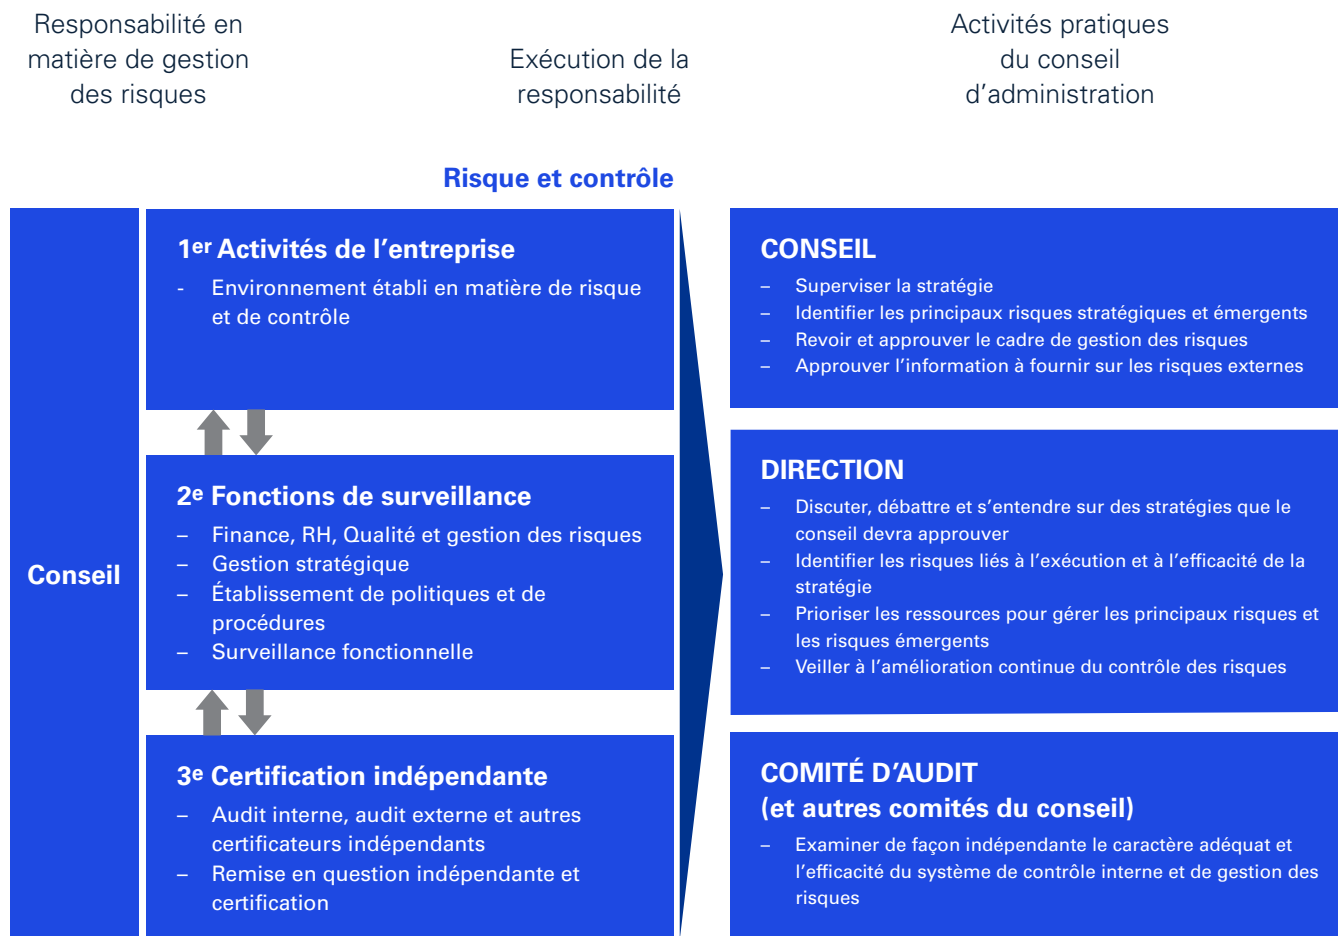 Responsabilité en
matière de gestion
des risques
Exécution de la
responsabilité
Activités pratiques
du conseil
d’administration
Risque et contrôle
Conseil
1er Activités de l’entreprise
- Environnement établi en matière de risque
et de contrôle
2e Fonctions de surveillance
– Finance, RH, Qualité et gestion des risques
– Gestion stratégique
– Établissement de politiques et de
procédures
– Surveillance fonctionnelle
3e Certification indépendante
– Audit interne, audit externe et autres
certificateurs indépendants
– Remise en question indépendante et
certification
CONSEIL
– Superviser la stratégie
– Identifier les principaux risques stratégiques et émergents
– Revoir et approuver le cadre de gestion des risques
– Approuver l’information à fournir sur les risques externes
DIRECTION
– Discuter, débattre et s’entendre sur des stratégies que le
conseil devra approuver
– Identifier les risques liés à l’exécution et à l’efficacité de la
stratégie
– Prioriser les ressources pour gérer les principaux risques et
les risques émergents
– Veiller à l’amélioration continue du contrôle des risques
COMITÉ D’AUDIT
(et autres comités du conseil)
– Examiner de façon indépendante le caractère adéquat et
l’efficacité du système de contrôle interne et de gestion des
risques